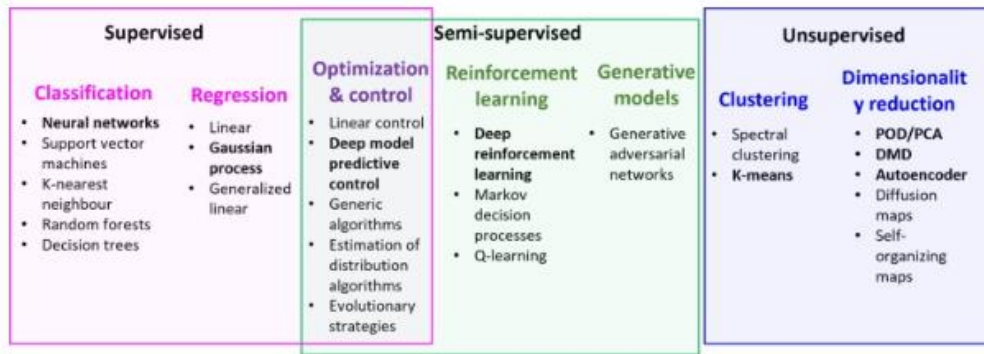 Supervised
Classification
• Neural networks
• Support vector
machines
• K-nearest
neighbour
• Random forests
• Decision trees
Regression
• Linear
• Gaussian
process
• Generalized
linear
Optimization
& control
• Linear control
• Deep model
predictive
control
• Generic
algorithms
• Estimation of
distribution
algorithms
• Evolutionary
strategies
Semi-supervised
Reinforcement
learning
• Deep
reinforcement
learning
• Markov
decision
processes
• Q-learning
Generative
models
• Generative
adversarial
networks
Unsupervised
Clustering
• Spectral
clustering
• K-means
Dimensionalit
y reduction
• POD/PCA
• DMD
• Autoencoder
• Diffusion
maps
• Self-
organizing
maps